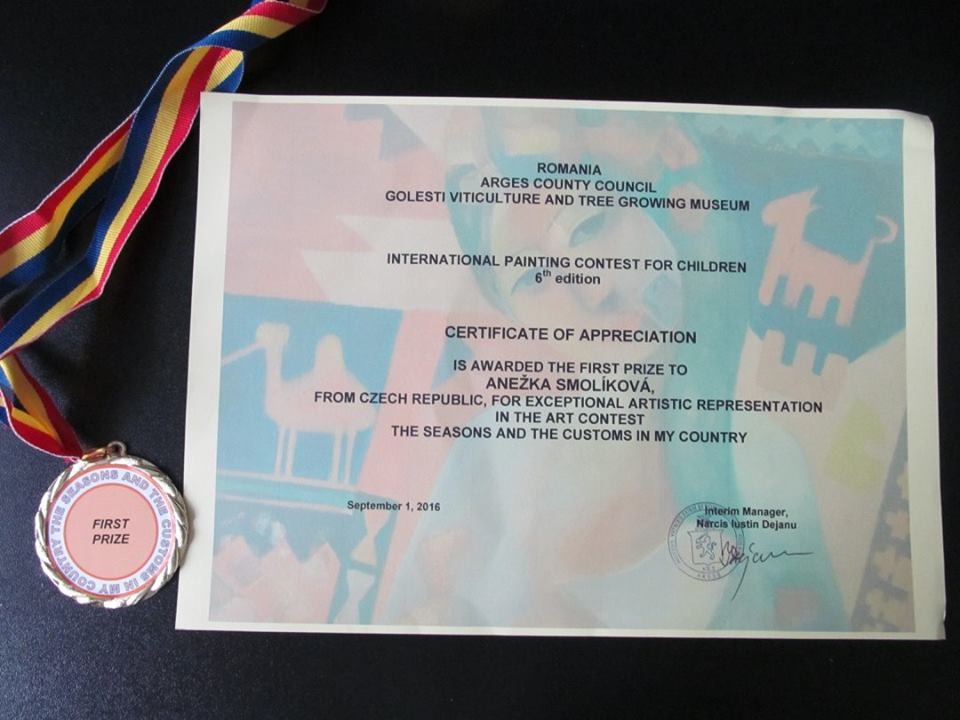 ROMANIA
ARGES COUNTY COUNCIL
GOLESTI VITICULTURE AND TREE GROWING MUSEUM
INTERNATIONAL PAINTING CONTEST FOR CHILDREN
6th edition
CERTIFICATE OF APPRECIATION
IS AWARDED THE FIRST PRIZE TO
ANEŽKA SMOLÍKOVÁ,
FROM CZECH REPUBLIC, FOR EXCEPTIONAL ARTISTIC REPRESENTATION
IN THE ART CONTEST
THE SEASONS AND THE CUSTOMS IN MY COUNTRY
September 1, 2016
Interim Manager,
Narcis Iustin Dejanu
THE SEASONS AND THE CUSTOMS IN MY COUNTRY
FIRST
PRIZE